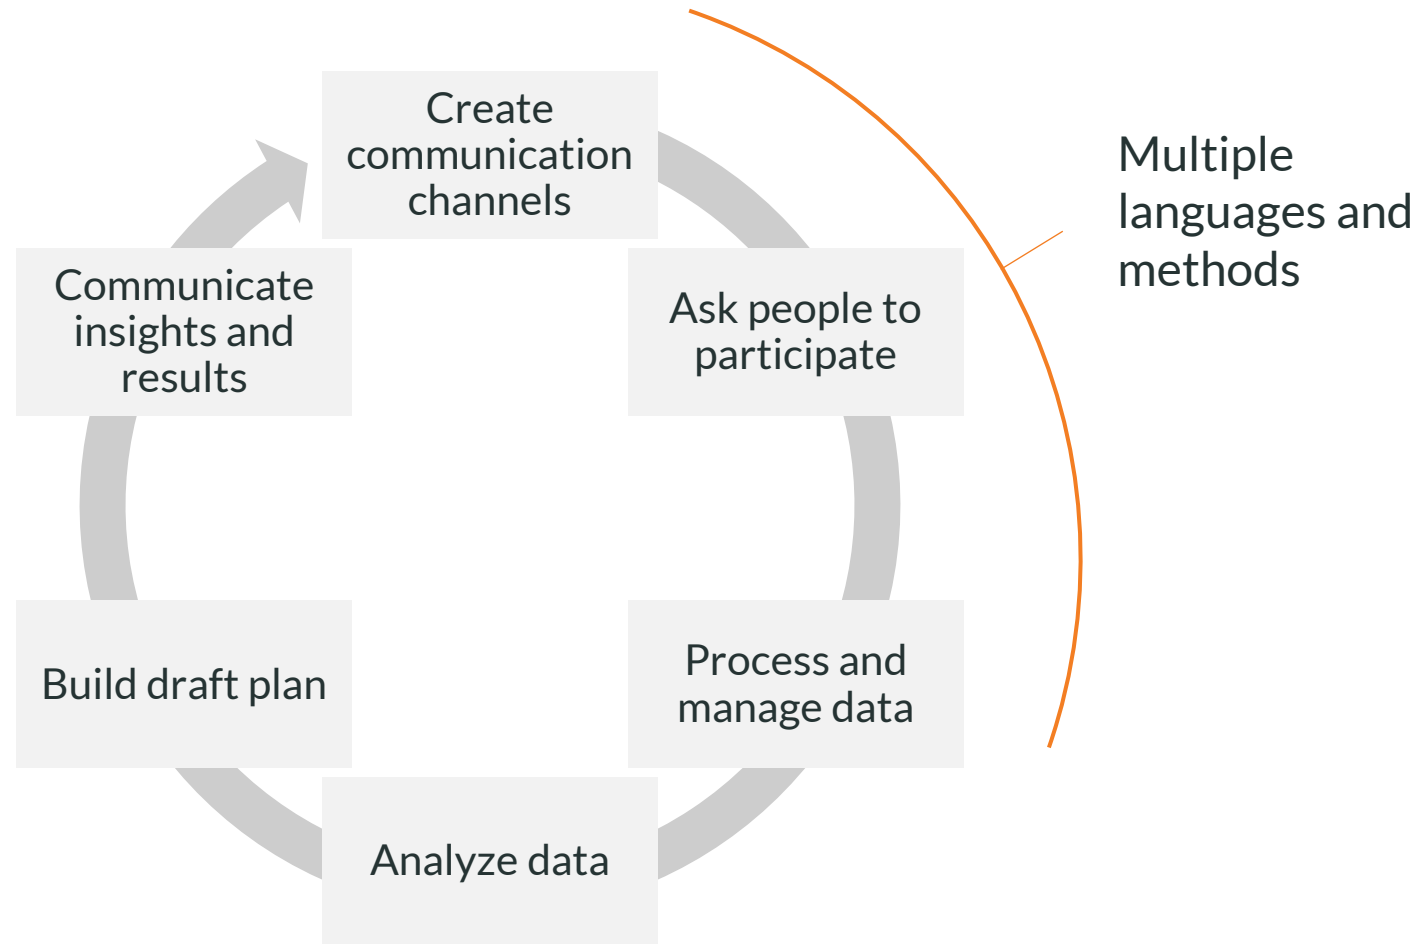 Create
communication
channels
Multiple
languages and
methods
Communicate
insights and
results
Ask people to
participate
Build draft plan
Process and
manage data
Analyze data